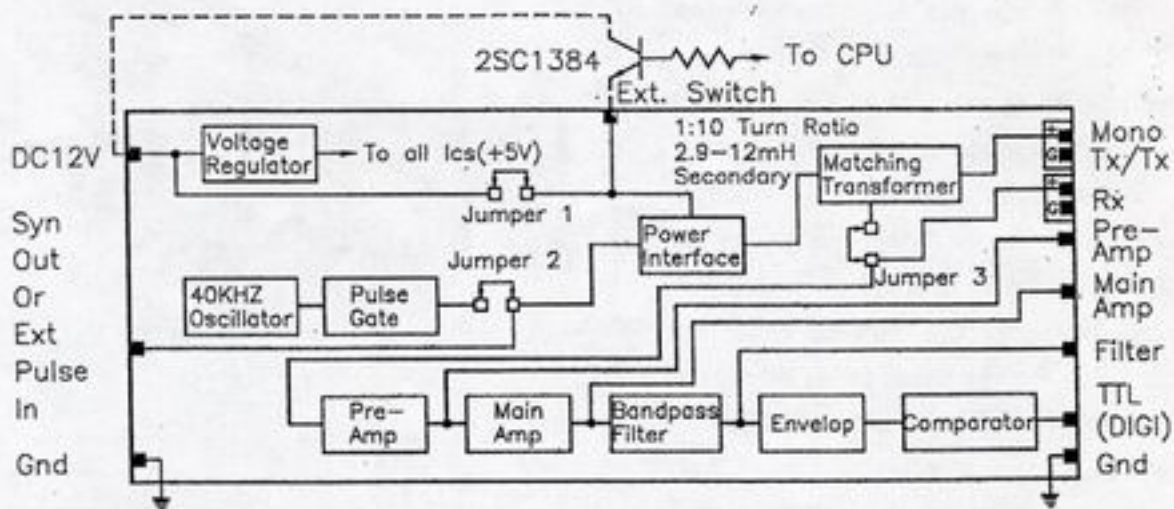 2SC1384
To CPU
Ext. Switch
DC12V
Voltage
Regulator
To all Ics(+5V)
Jumper 1
1:10 Turn Ratio
2.9-12mH
Secondary
Matching
Transformer
+
G
+
G
Mono
Tx/Tx
Rx
Pre-
Amp
Main
Amp
Filter
TTL
(DIGI)
Gnd
Syn
Out
Or
Ext
Pulse
In
Gnd
40KHZ
Oscillator
Pulse
Gate
Jumper 2
Power
Interface
Jumper 3
Pre-
Amp
Main
Amp
Bandpass
Filter
Envelop
Comparator